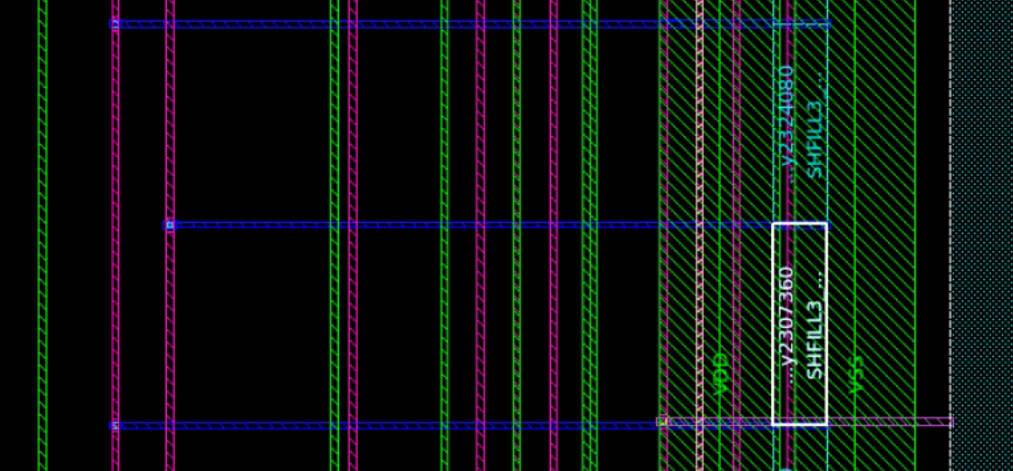 ...y2324080
SHFILL3_...
...y2307360
SHFILL3_...
VDD
VSS